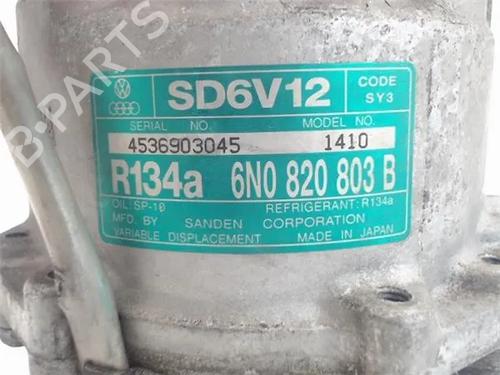 SD6V12
CODE
SY3
SERIAL NO. MODEL NO.
4536903045 1410
R134a 6N0 820 803 B
OIL:SP-10 REFRIGERANT:R134a
MFD. BY SANDEN CORPORATION
VARIABLE DISPLACEMENT MADE IN JAPAN
B-PARTS